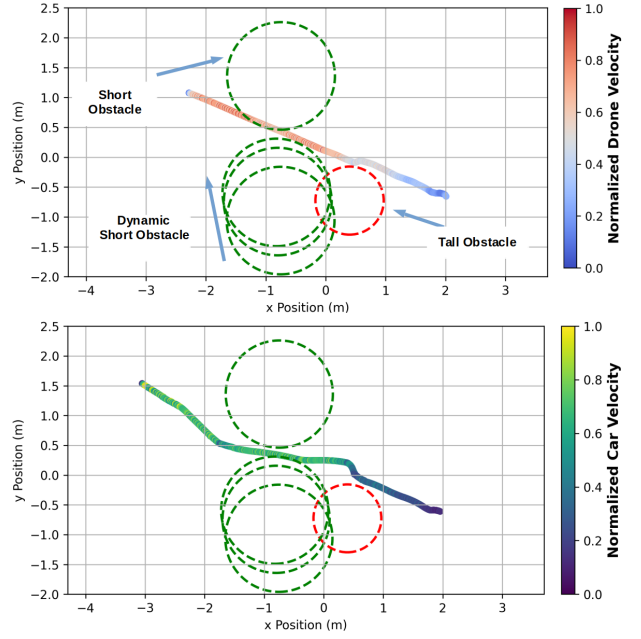 2.5
2.0
1.5
1.0
0.5
0.0
−0.5
−1.0
−1.5
−2.0
y Position (m)
Short
Obstacle
Dynamic
Short Obstacle
Tall Obstacle
−4 −3 −2 −1 0 1 2 3
x Position (m)
1.0
0.8
0.6
0.4
0.2
0.0
Normalized Drone Velocity
2.5
2.0
1.5
1.0
0.5
0.0
−0.5
−1.0
−1.5
−2.0
y Position (m)
−4 −3 −2 −1 0 1 2 3
x Position (m)
1.0
0.8
0.6
0.4
0.2
0.0
Normalized Car Velocity